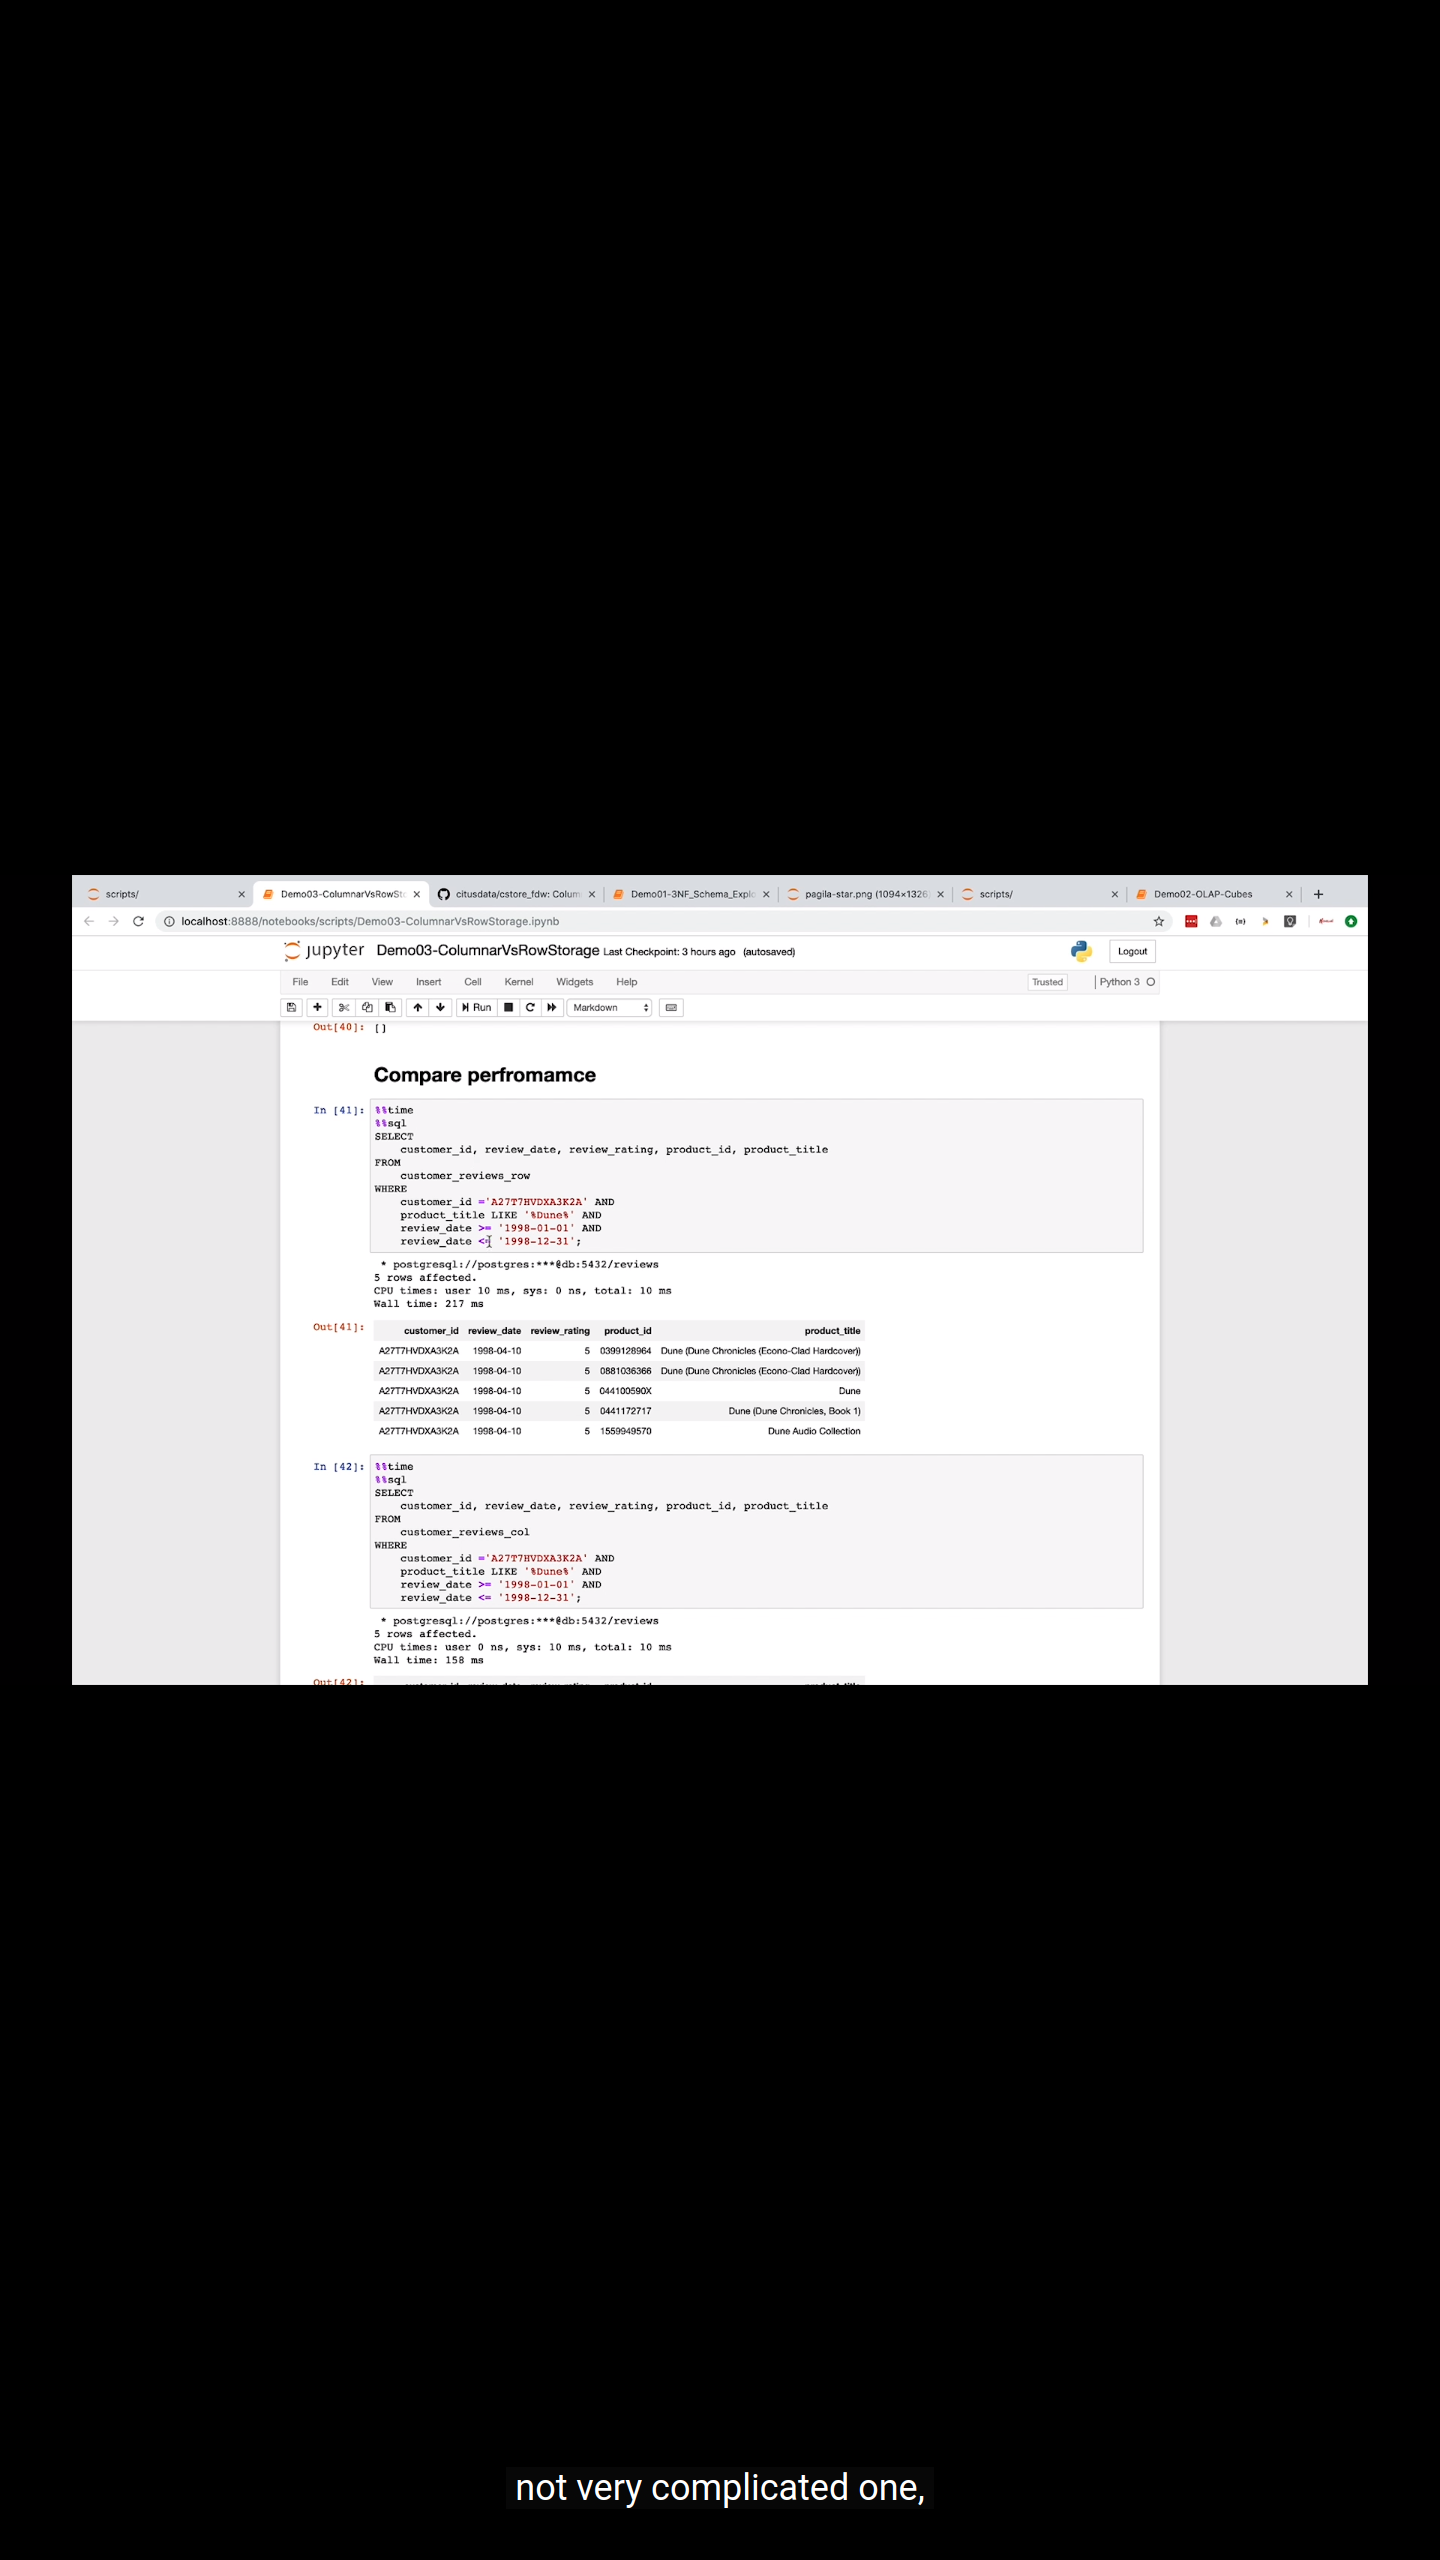 scripts/ Demo03-ColumnarVsRowSto citusdata/cstore_fdw: Colum Demo01-3NF_Schema_Explo pagila-star.png (1094×1326 scripts/ Demo02-OLAP-Cubes
localhost:8888/notebooks/scripts/Demo03-ColumnarVsRowStorage.ipynb
jupyter Demo03-ColumnarVsRowStorage Last Checkpoint: 3 hours ago (autosaved) Logout
File Edit View Insert Cell Kernel Widgets Help Trusted Python 3
Run Markdown
Out[40]: []
Compare perfromamce
In [41]: %%time
%%sql
SELECT
customer_id, review_date, review_rating, product_id, product_title
FROM
customer_reviews_row
WHERE
customer_id ='A27T7HVDXA3K2A' AND
product_title LIKE '%Dune%' AND
review_date >= '1998-01-01' AND
review_date <= '1998-12-31';
* postgresql://postgres:***@db:5432/reviews
5 rows affected.
CPU times: user 10 ms, sys: 0 ns, total: 10 ms
Wall time: 217 ms
Out[41]:
customer_id review_date review_rating product_id product_title
A27T7HVDXA3K2A 1998-04-10 5 0399128964 Dune (Dune Chronicles (Econo-Clad Hardcover))
A27T7HVDXA3K2A 1998-04-10 5 0881036366 Dune (Dune Chronicles (Econo-Clad Hardcover))
A27T7HVDXA3K2A 1998-04-10 5 044100590X Dune
A27T7HVDXA3K2A 1998-04-10 5 0441172717 Dune (Dune Chronicles, Book 1)
A27T7HVDXA3K2A 1998-04-10 5 1559949570 Dune Audio Collection
In [42]: %%time
%%sql
SELECT
customer_id, review_date, review_rating, product_id, product_title
FROM
customer_reviews_col
WHERE
customer_id ='A27T7HVDXA3K2A' AND
product_title LIKE '%Dune%' AND
review_date >= '1998-01-01' AND
review_date <= '1998-12-31';
* postgresql://postgres:***@db:5432/reviews
5 rows affected.
CPU times: user 0 ns, sys: 10 ms, total: 10 ms
Wall time: 158 ms
Out[42]:
not very complicated one,